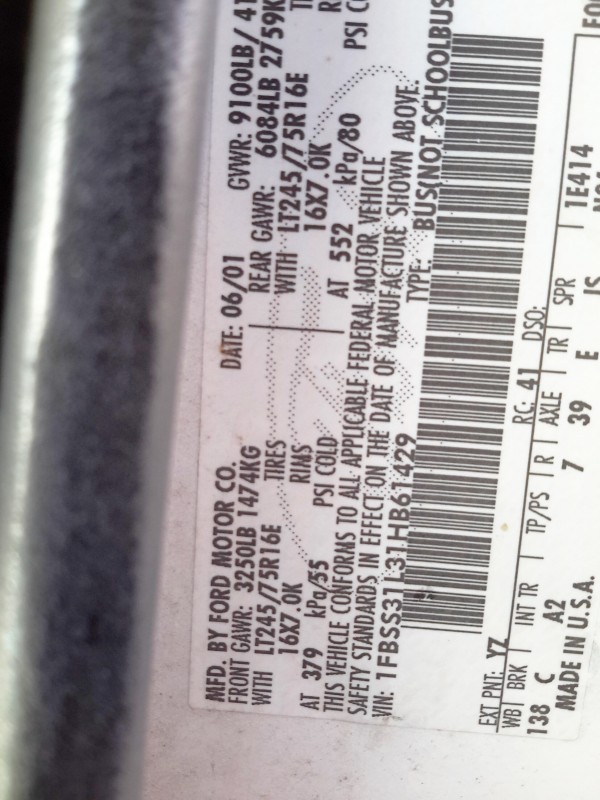 MFD. BY FORD MOTOR CO.
DATE: 06/01 GVWR: 9100LB/ 41
FRONT GAWR: 3250LB 1474KG REAR GAWR: 6084LB 2759K
WITH LT245/75R16E TIRES WITH LT245/75R16E
16X7.0K RIMS 16X7.0K
AT 379 kPa/55 PSI COLD AT 552 kPa/80 PSI C
THIS VEHICLE CONFORMS TO ALL APPLICABLE FEDERAL MOTOR VEHICLE
SAFETY STANDARDS IN EFFECT ON THE DATE OF MANUFACTURE SHOWN ABOVE.
VIN: 1FBSS31L31HB61429 TYPE: BUS(NOT SCHOOLBUS
EXT PNT: YZ RC: 41 DSO:
WB | BRK | INT TR | TP/PS | R | AXLE | TR | SPR 1E414
138 C A2 7 39 E IS
MADE IN U.S.A.